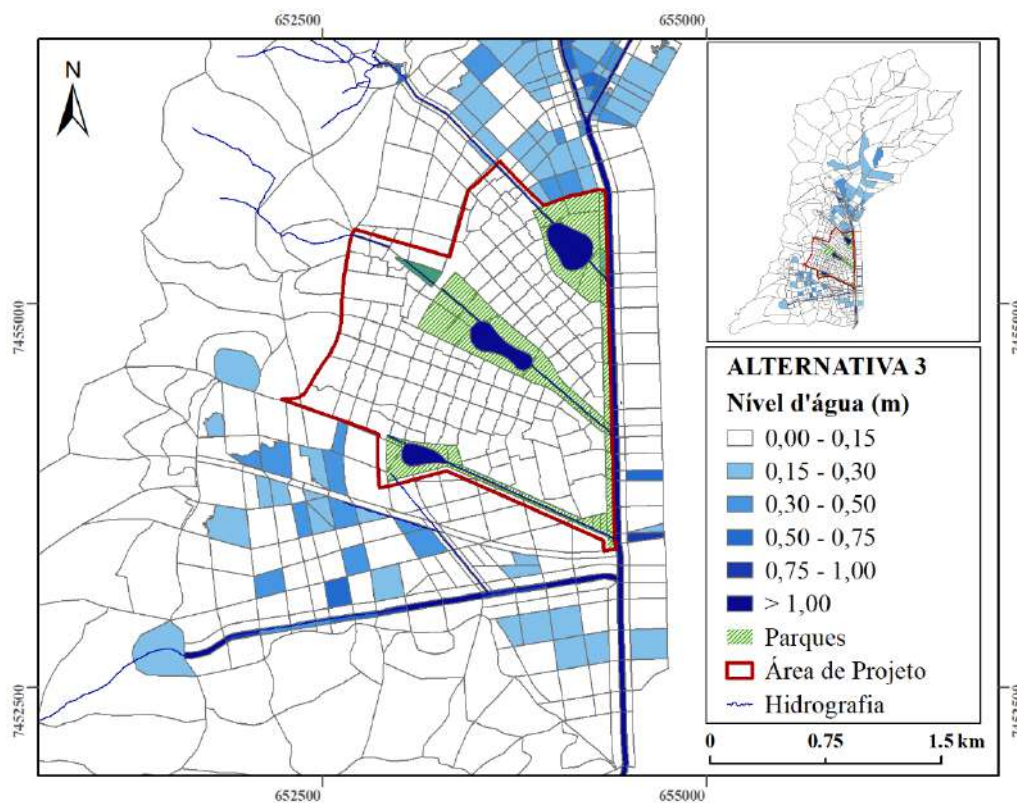 652500
655000
N
7455000
7455000
ALTERNATIVA 3
Nível d'água (m)
0,00 - 0,15
0,15 - 0,30
0,30 - 0,50
0,50 - 0,75
0,75 - 1,00
> 1,00
Parques
Área de Projeto
Hidrografia
7452500
7452500
0
0.75
1.5 km
652500
655000